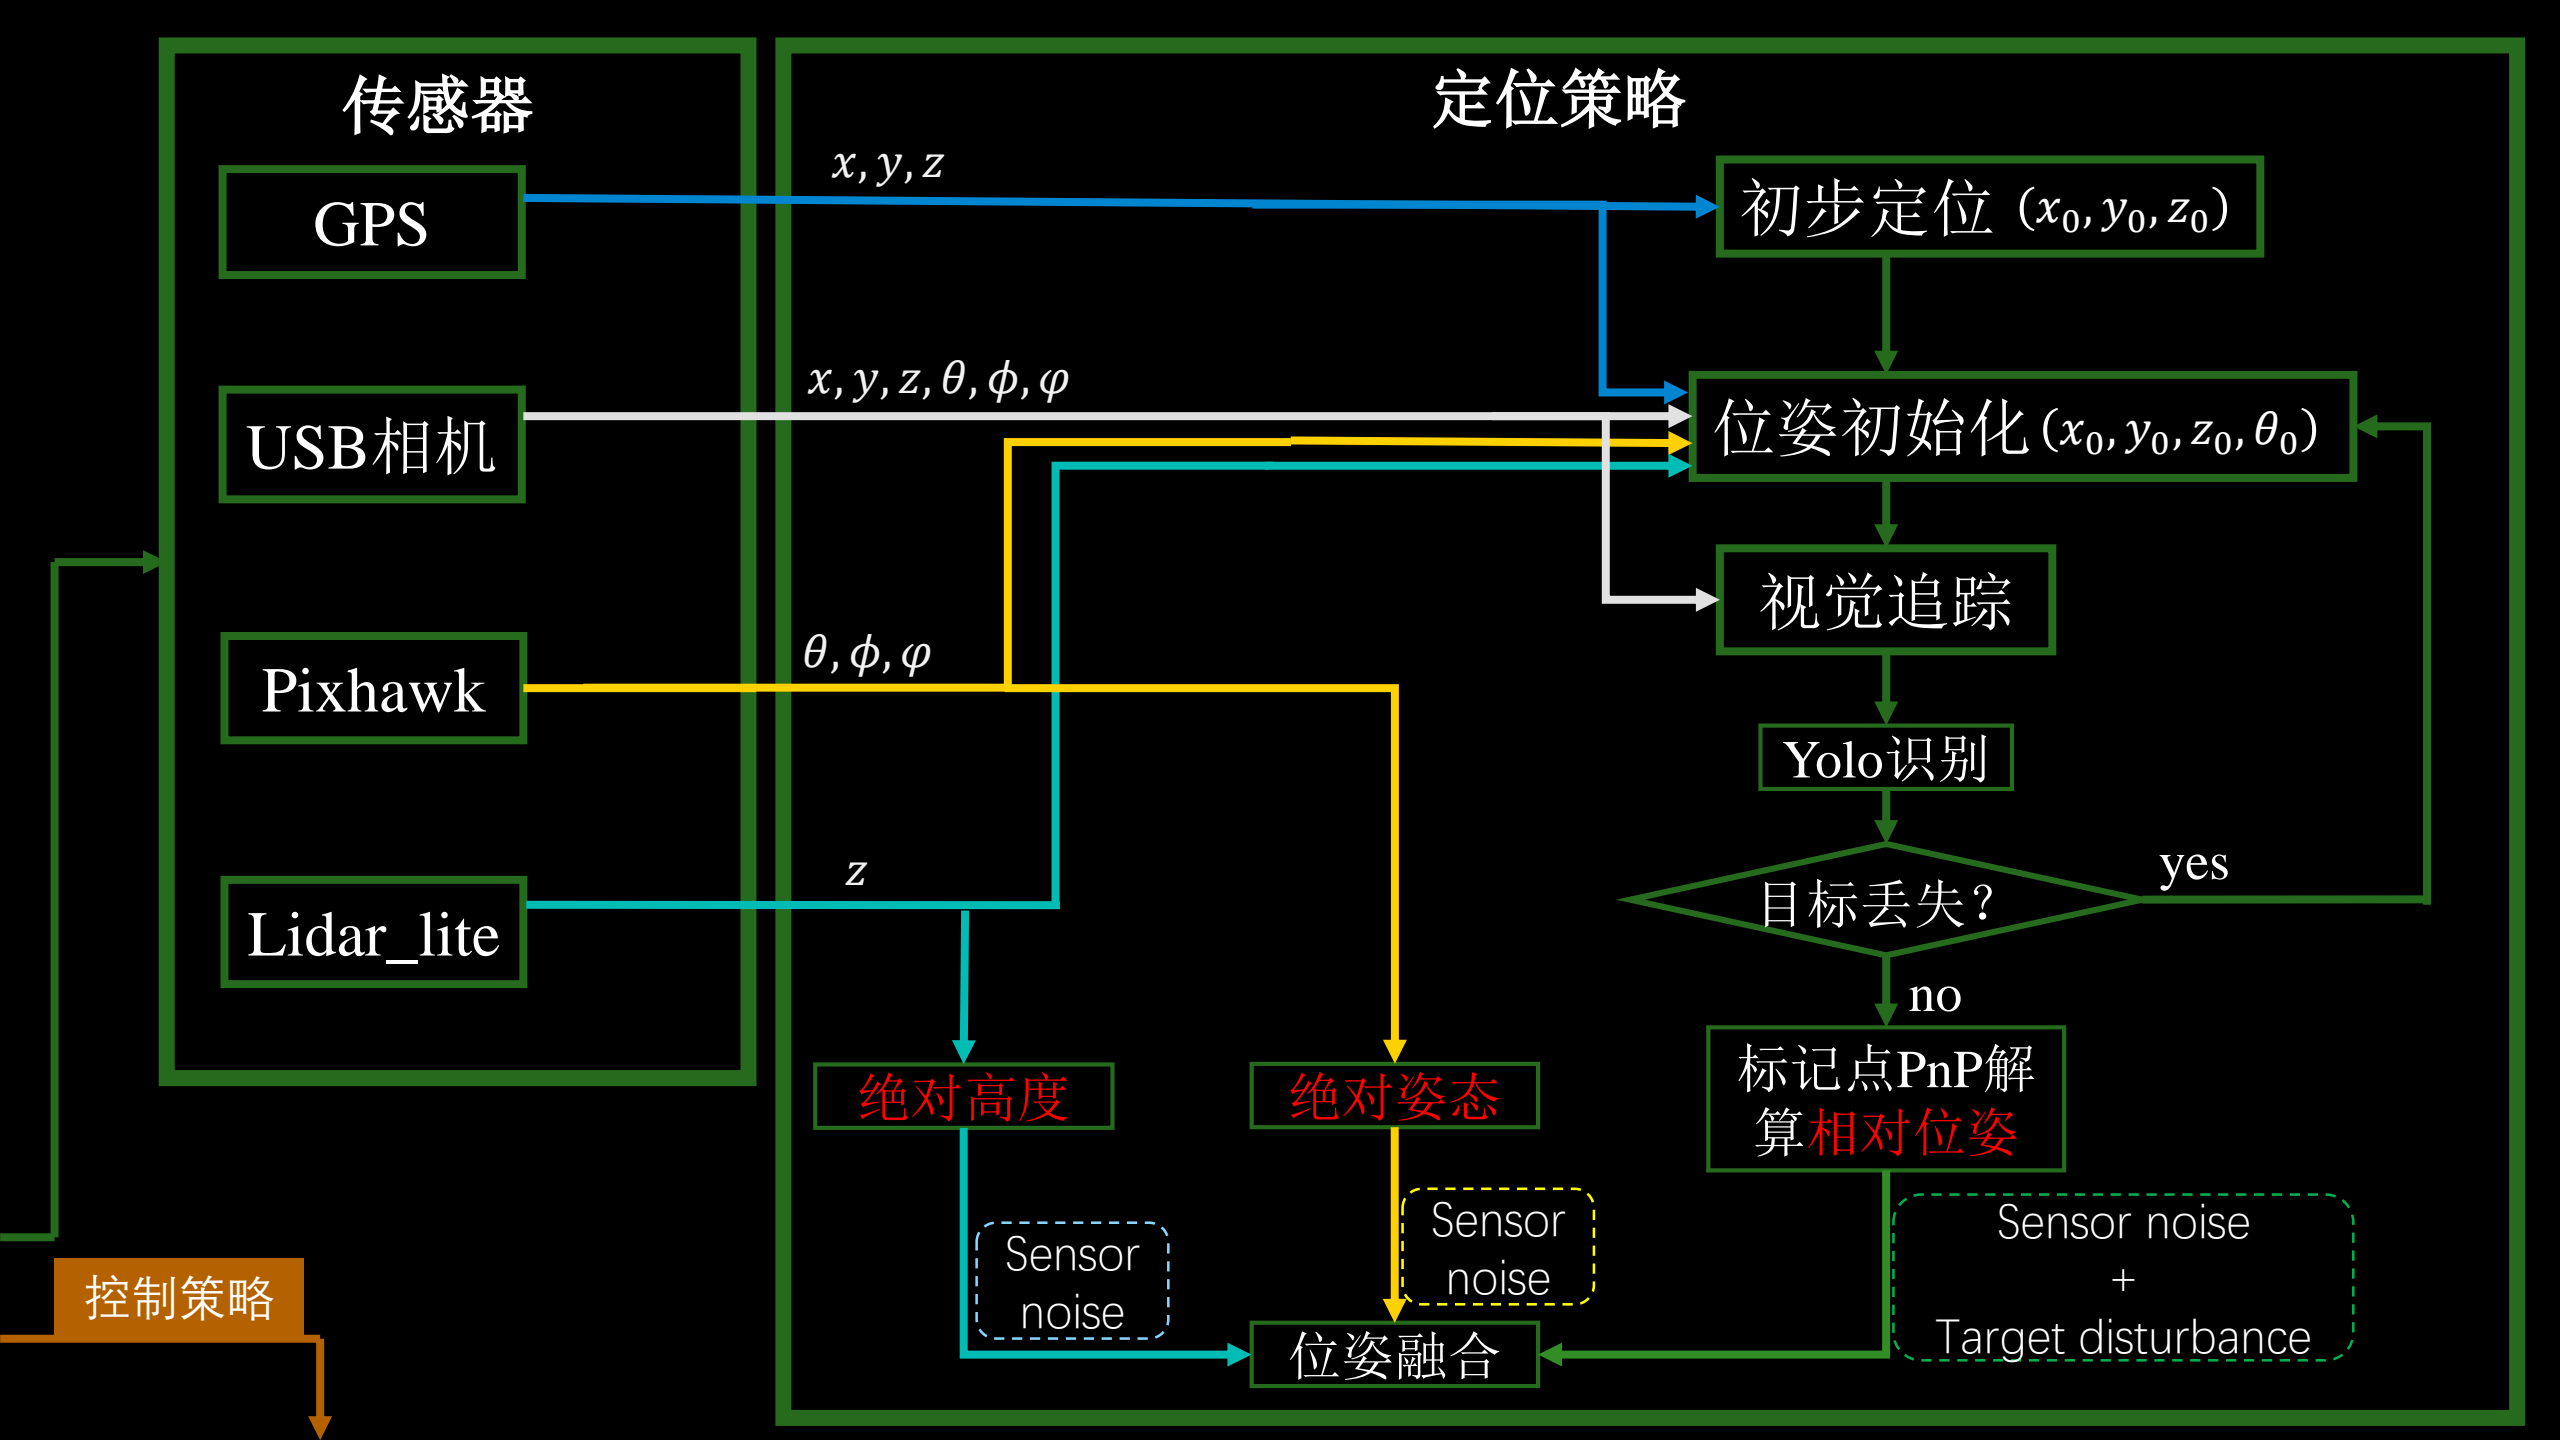 传感器
GPS
USB相机
Pixhawk
Lidar_lite
定位策略
x, y, z
初步定位 (x₀, y₀, z₀)
x, y, z, θ, ϕ, φ
位姿初始化 (x₀, y₀, z₀, θ₀)
视觉追踪
θ, ϕ, φ
Yolo识别
z
目标丢失?
yes
no
标记点PnP解
算相对位姿
绝对高度
绝对姿态
Sensor
noise
Sensor
noise
Sensor noise
+
Target disturbance
位姿融合
控制策略